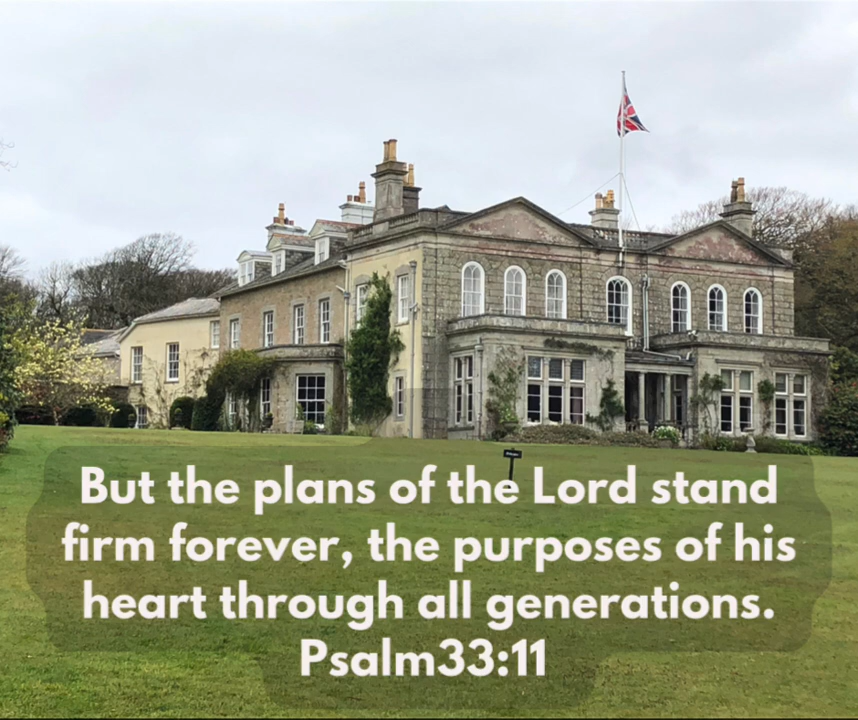 But the plans of the Lord stand
firm forever, the purposes of his
heart through all generations.
Psalm33:11